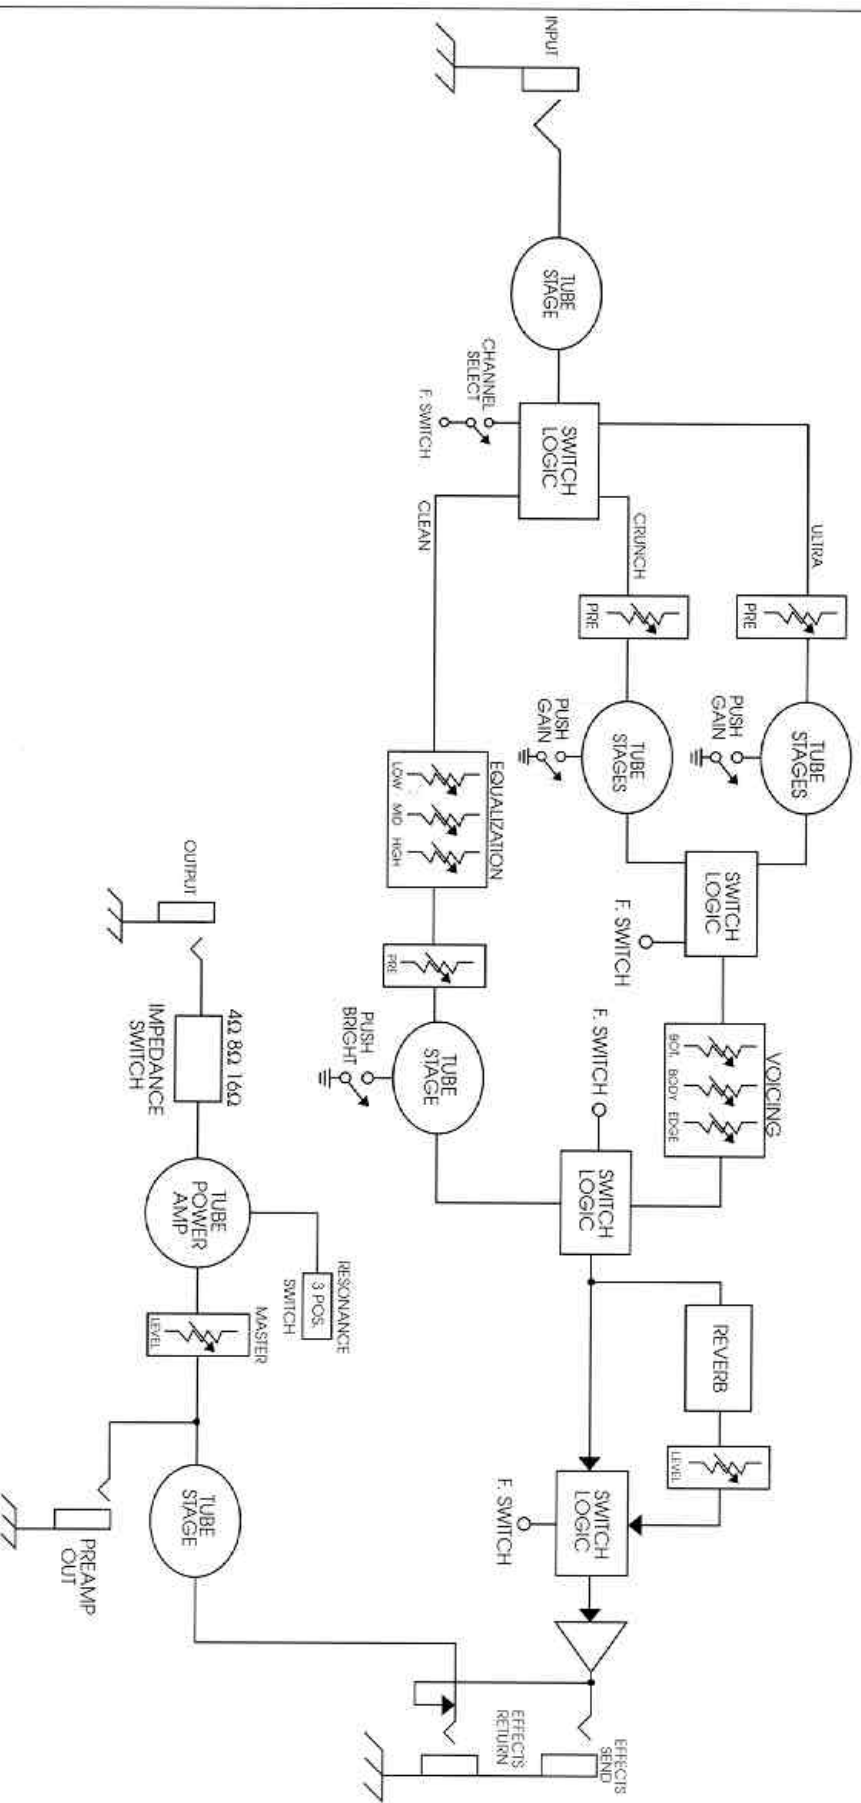 INPUT
TUBE
STAGE
CHANNEL
SELECT
F. SWITCH
SWITCH
LOGIC
ULTRA
CRUNCH
CLEAN
PRE
PRE
PUSH
GAIN
TUBE
STAGES
PUSH
GAIN
TUBE
STAGES
SWITCH
LOGIC
F. SWITCH
VOICING
BOT.
BODY
EDGE
EQUALIZATION
LOW
MID
HIGH
PRE
PUSH
BRIGHT
TUBE
STAGE
F. SWITCH
SWITCH
LOGIC
REVERB
LEVEL
SWITCH
LOGIC
F. SWITCH
EFFECTS
SEND
EFFECTS
RETURN
OUTPUT
4Ω 8Ω 16Ω
IMPEDANCE
SWITCH
TUBE
POWER
AMP
RESONANCE
3 POS.
SWITCH
MASTER
LEVEL
TUBE
STAGE
PREAMP
OUT